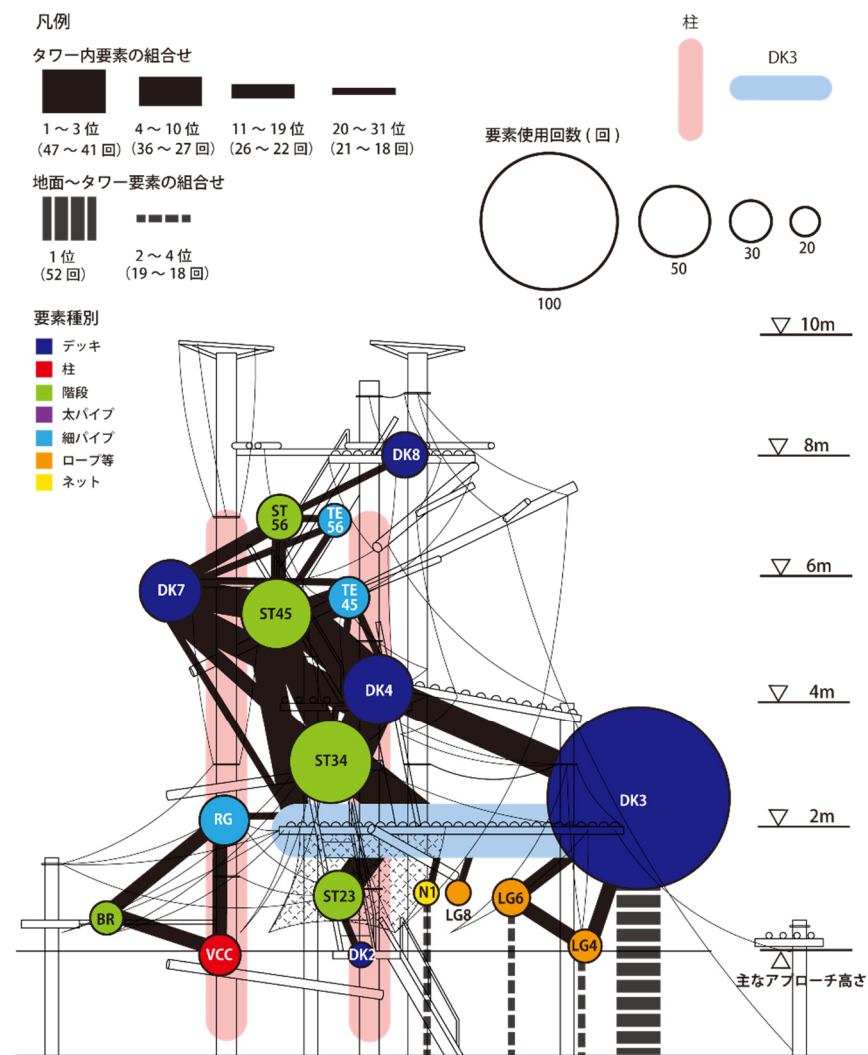 凡例
タワー内要素の組合せ
1～3位
(47～41回)
4～10位
(36～27回)
11～19位
(26～22回)
20～31位
(21～18回)
地面～タワー要素の組合せ
1位
(52回)
2～4位
(19～18回)
柱
DK3
要素使用回数(回)
100
50
30
20
要素種別
デッキ
柱
階段
太パイプ
細パイプ
ロープ等
ネット
10m
8m
6m
4m
2m
主なアプローチ高さ
DK8
ST
56
TE
56
DK7
ST45
TE
45
DK4
ST34
DK3
RG
ST23
N1
LG8
LG6
BR
VCC
DK2
LG4